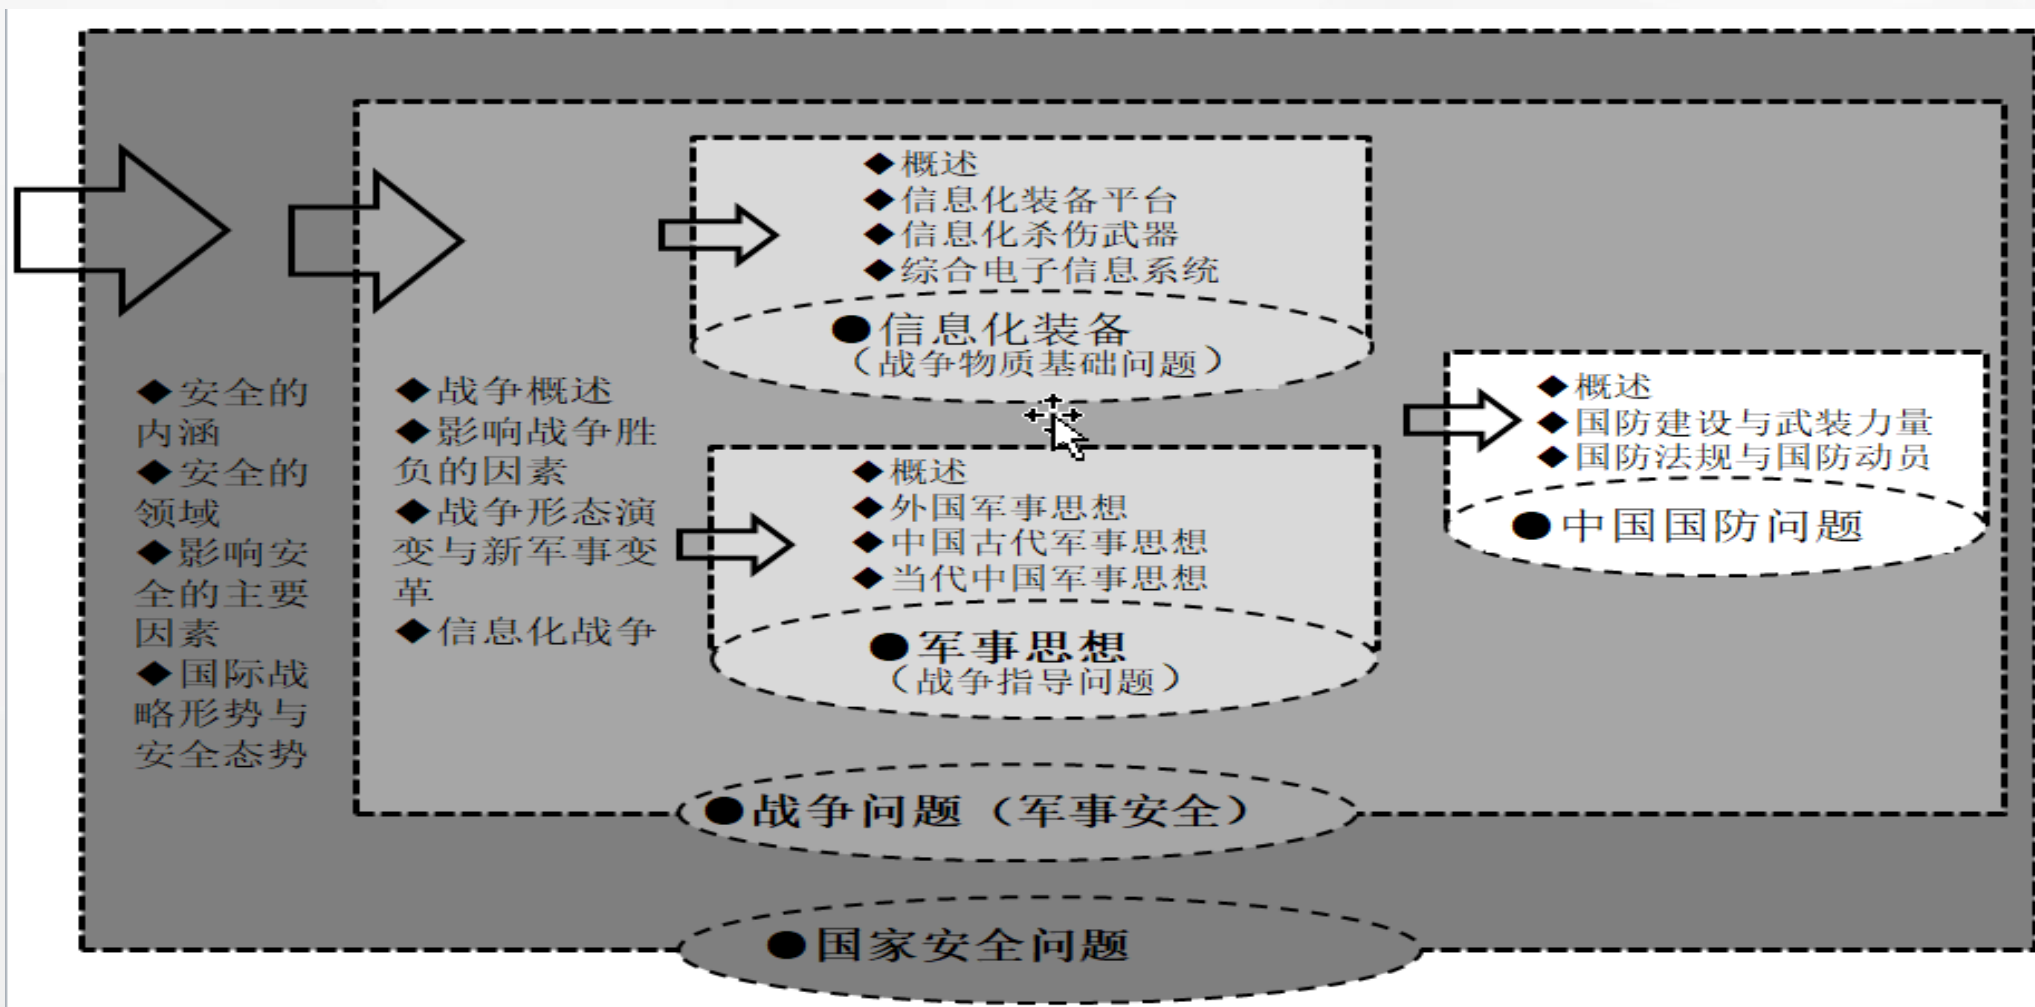 ◆安全的
内涵
◆安全的
领域
◆影响安
全的主要
因素
◆国际战
略形势与
安全态势
◆战争概述
◆影响战争胜
负的因素
◆战争形态演
变与新军事变
革
◆信息化战争
◆概述
◆信息化装备平台
◆信息化杀伤武器
◆综合电子信息系统
●信息化装备
（战争物质基础问题）
◆概述
◆外国军事思想
◆中国古代军事思想
◆当代中国军事思想
●军事思想
（战争指导问题）
◆概述
◆国防建设与武装力量
◆国防法规与国防动员
●中国国防问题
●战争问题（军事安全）
●国家安全问题